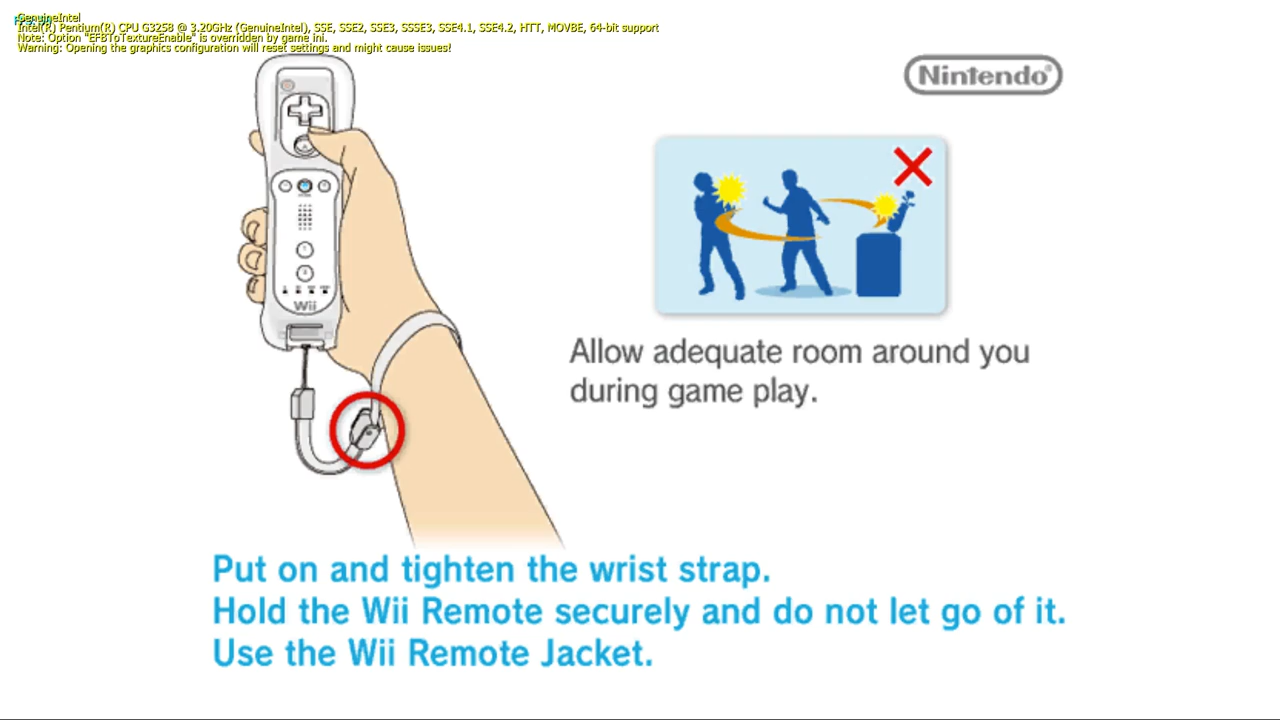 GenuineIntel
Intel(R) Pentium(R) CPU G3258 @ 3.20GHz (GenuineIntel), SSE, SSE2, SSE3, SSSE3, SSE4.1, SSE4.2, HTT, MOVBE, 64-bit support
Note: Option "EFBToTextureEnable" is overridden by game ini.
Warning: Opening the graphics configuration will reset settings and might cause issues!
Nintendo®
Wii
Allow adequate room around you
during game play.
Put on and tighten the wrist strap.
Hold the Wii Remote securely and do not let go of it.
Use the Wii Remote Jacket.